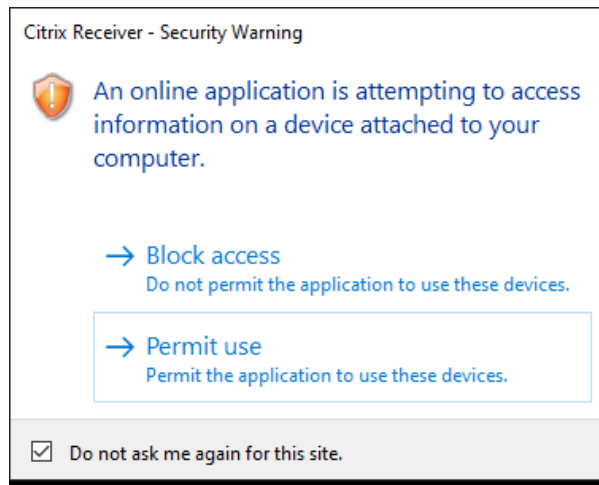 Citrix Receiver - Security Warning
An online application is attempting to access
information on a device attached to your
computer.
Block access
Do not permit the application to use these devices.
Permit use
Permit the application to use these devices.
Do not ask me again for this site.